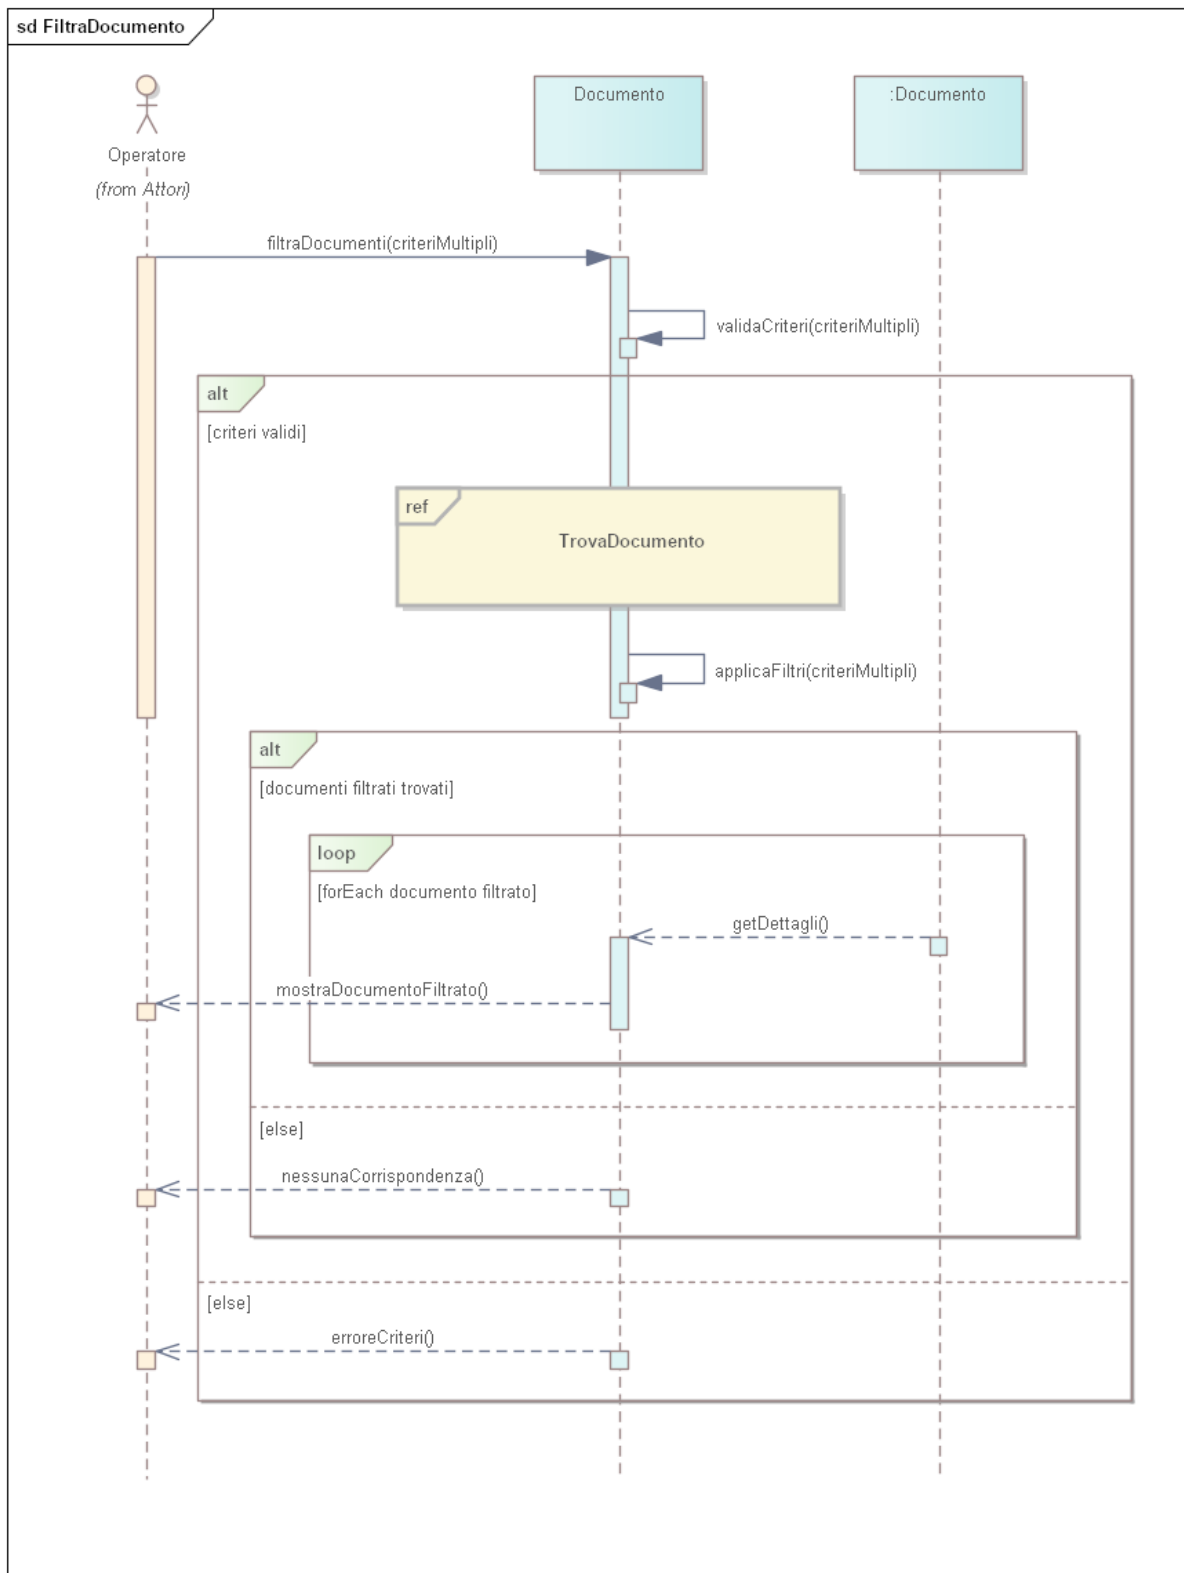 sd FiltraDocumento
Documento
:Documento
Operatore
(from Attori)
filtraDocumenti(criteriMultipli)
validaCriteri(criteriMultipli)
alt
[criteri validi]
ref
TrovaDocumento
applicaFiltri(criteriMultipli)
alt
[documenti filtrati trovati]
loop
[forEach documento filtrato]
getDettagli()
mostraDocumentoFiltrato()
[else]
nessunaCorrispondenza()
[else]
erroreCriteri()